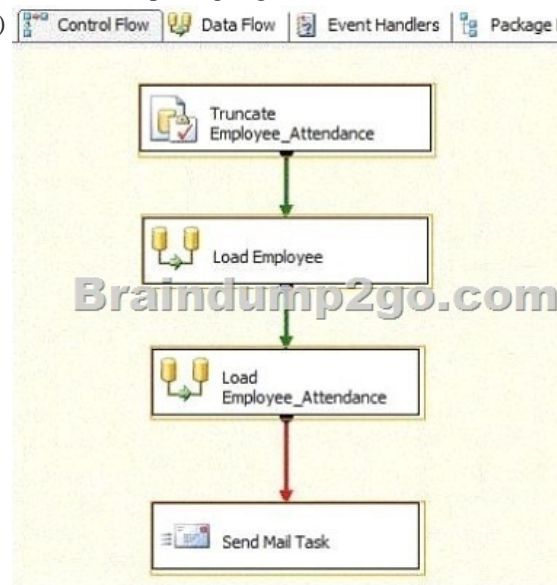 )
Control Flow Data Flow Event Handlers Package
Truncate
Employee_Attendance
Load Employee
Braindump2go.com
Load
Employee_Attendance
Send Mail Task